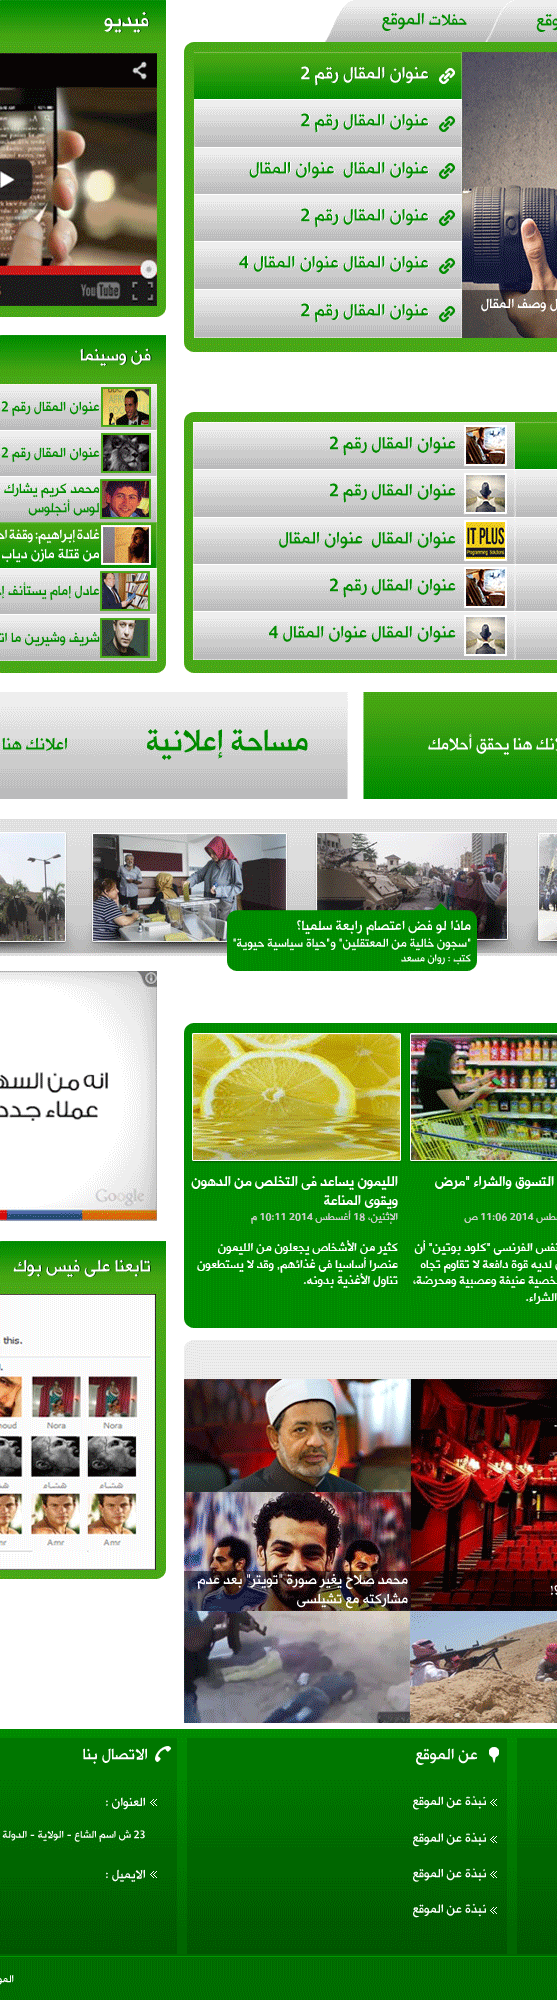 حفلات الموقع
عنوان المقال رقم 2
عنوان المقال رقم 2
عنوان المقال عنوان المقال
عنوان المقال رقم 2
عنوان المقال عنوان المقال 4
عنوان المقال رقم 2
وصف المقال
فيديو
YouTube
فن وسينما
عنوان المقال رقم 2
عنوان المقال رقم 2
محمد كريم يشارك
لوس أنجلوس
غادة إبراهيم: وقفة
من قتلة مازن دياب
عادل إمام يستأنف
شريف وشيرين ما
عنوان المقال رقم 2
عنوان المقال رقم 2
عنوان المقال عنوان المقال
IT PLUS
Programming Solutions
عنوان المقال رقم 2
عنوان المقال عنوان المقال 4
هنا يحقق أحلامك
مساحة إعلانية
اعلانك هنا
ماذا لو فض اعتصام رابعة سلميا؟
"سجون خالية من المعتقلين" و"حياة سياسية حيوية"
كتب : روان مسعد
انه من السه
عملاء جدد
Google
التسوق والشراء "مرض
2014 11:06 ص
الفرنسى "كلود بوتين" أن
لديه قوة دافعة لا تقاوم تجاه
عنيفة وعصبية ومحرضة،
الشراء.
الليمون يساعد فى التخلص من الدهون
ويقوى المناعة
الإثنين، 18 أغسطس 2014 10:11 م
كثير من الأشخاص يجعلون من الليمون
عنصرا أساسيا فى غذائهم، وقد لا يستطعون
تناول الأغذية بدونه.
تابعنا على فيس بوك
this.
Nora Nora
هشاء
Amr Amr Amr
محمد صلاح يغير صورة "تويتر" بعد عدم
مشاركته مع تشيلسى
عن الموقع
نبذة عن الموقع
نبذة عن الموقع
نبذة عن الموقع
نبذة عن الموقع
الاتصال بنا
العنوان :
23 ش اسم الشاع - الولاية - الدولة
الايميل :